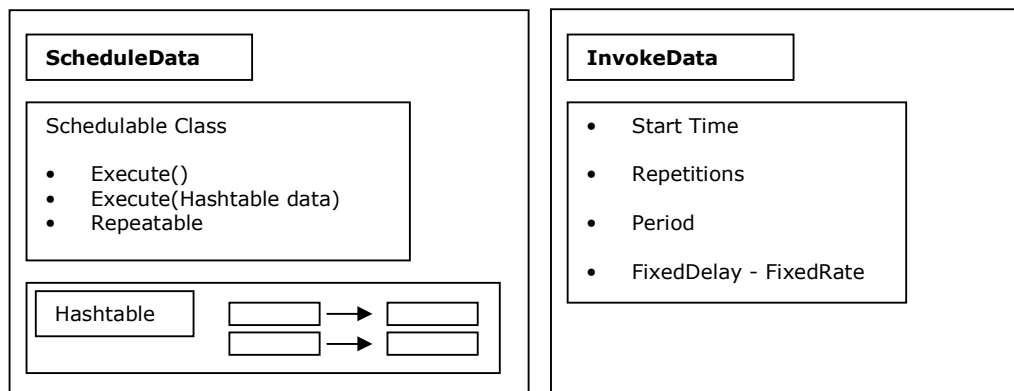 ScheduleData
Schedulable Class
• Execute()
• Execute(Hashtable data)
• Repeatable
Hashtable
InvokeData
• Start Time
• Repetitions
• Period
• FixedDelay - FixedRate